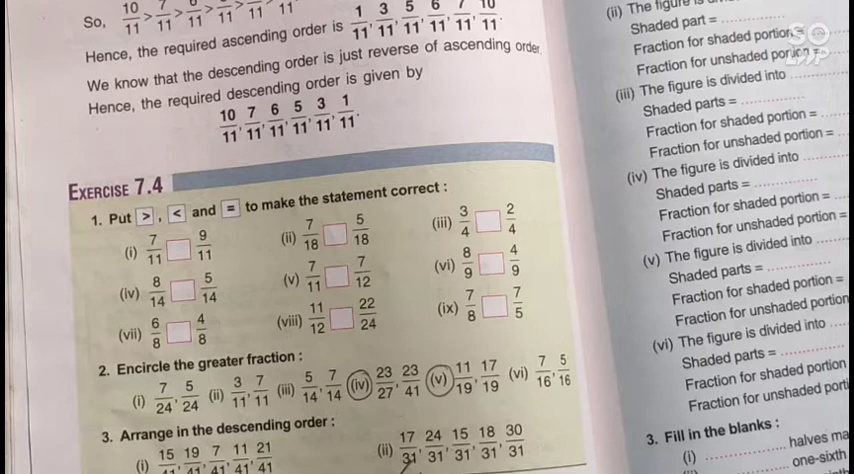 So, 10/11 > 7/11 >
Hence, the required ascending order is 1/11, 3/11, 5/11, 6/11, 7/11, 10/11.
We know that the descending order is just reverse of ascending order
Hence, the required descending order is given by
10/11, 7/11, 6/11, 5/11, 3/11, 1/11.
EXERCISE 7.4
1. Put > , < and = to make the statement correct :
(i) 7/11 □ 9/11 (ii) 7/18 □ 5/18 (iii) 3/4 □ 2/4
(iv) 8/14 □ 5/14 (v) 7/11 □ 7/12 (vi) 8/9 □ 4/9
(vii) 6/8 □ 4/8 (viii) 11/12 □ 22/24 (ix) 7/8 □ 7/5
2. Encircle the greater fraction :
(i) 7/24, 5/24 (ii) 3/11, 7/11 (iii) 5/14, 7/14 (iv) 23/27, 23/41 (v) 11/19, 17/19 (vi) 7/16, 5/16
3. Arrange in the descending order :
(i) 15/41, 19/41, 7/41, 11/41, 21/41 (ii) 17/31, 24/31, 15/31, 18/31, 30/31
(ii) The figure is
Shaded part =
Fraction for shaded portion
Fraction for unshaded portion =
(iii) The figure is divided into
Shaded parts =
Fraction for shaded portion =
Fraction for unshaded portion =
(iv) The figure is divided into
Shaded parts =
Fraction for shaded portion =
Fraction for unshaded portion =
(v) The figure is divided into
Shaded parts =
Fraction for shaded portion =
Fraction for unshaded portion
(vi) The figure is divided into
Shaded parts =
Fraction for shaded portion
Fraction for unshaded porti
3. Fill in the blanks :
(i) halves ma
one-sixth